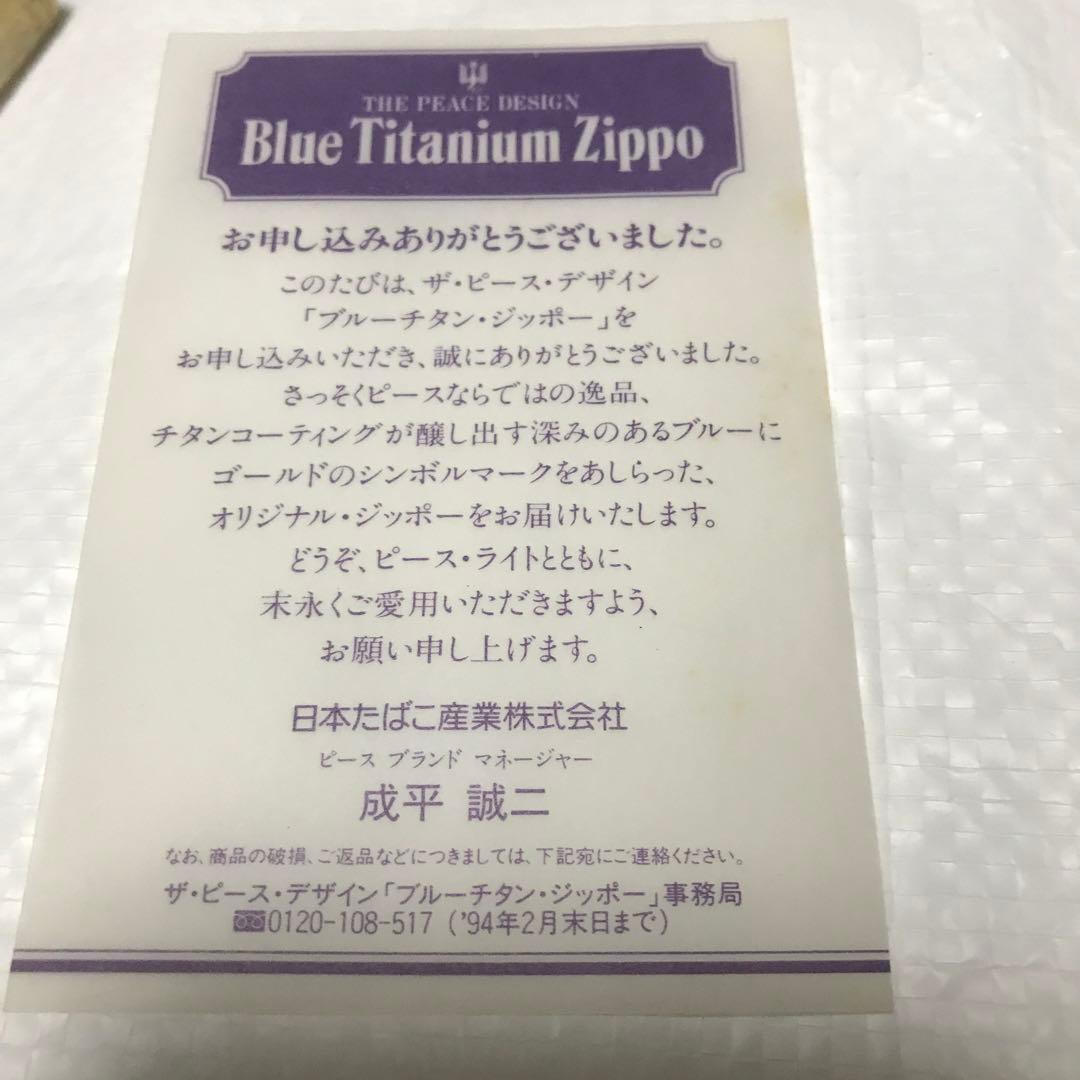 THE PEACE DESIGN
Blue Titanium Zippo
お申し込みありがとうございました。
このたびは、ザ・ピース・デザイン
「ブルーチタン・ジッポー」を
お申し込みいただき、誠にありがとうございました。
さっそくピースならではの逸品、
チタンコーティングが醸し出す深みのあるブルーに
ゴールドのシンボルマークをあしらった、
オリジナル・ジッポーをお届けいたします。
どうぞ、ピース・ライトとともに、
末永くご愛用いただきますよう、
お願い申し上げます。
日本たばこ産業株式会社
ピース ブランド マネージャー
成平 誠二
なお、商品の破損、ご返品などにつきましては、下記宛にご連絡ください。
ザ・ピース・デザイン「ブルーチタン・ジッポー」事務局
0120-108-517 ('94年2月末日まで)